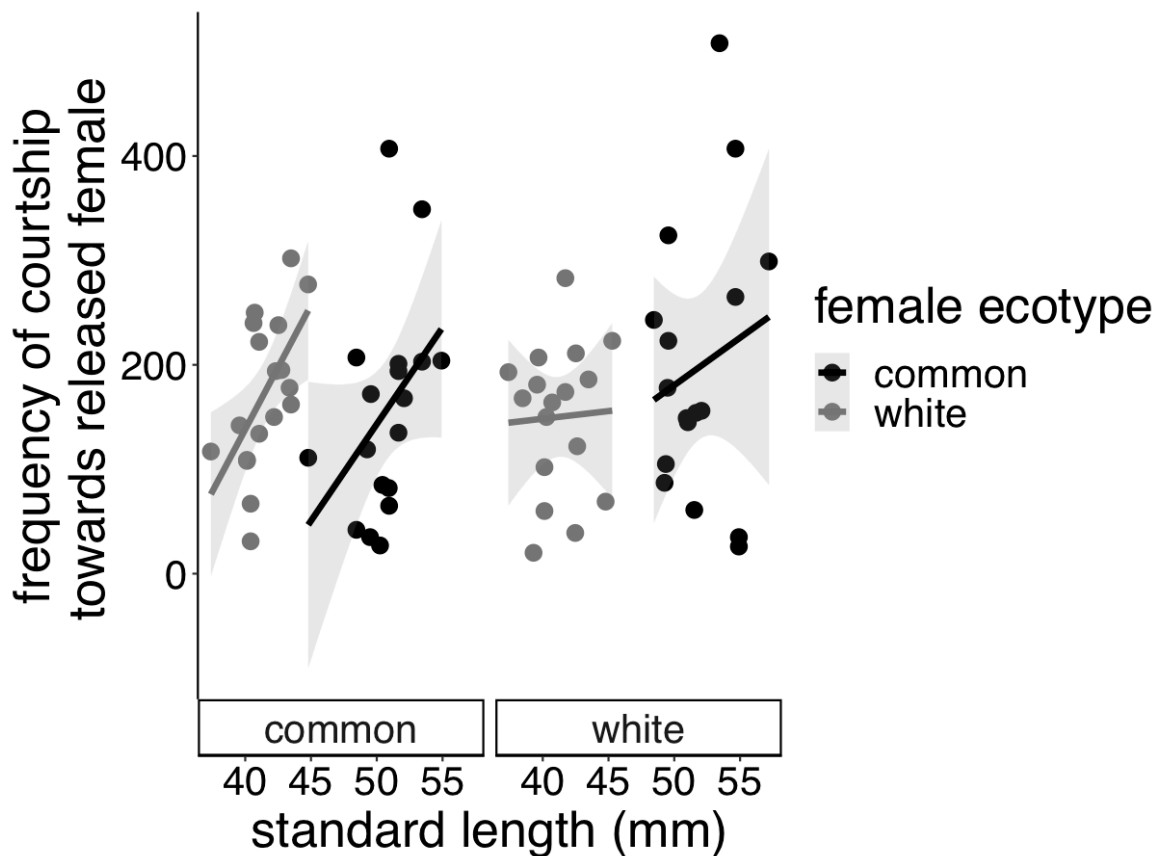 frequency of courtship
towards released female
400
200
0
common
white
40 45 50 55
40 45 50 55
standard length (mm)
female ecotype
common
white